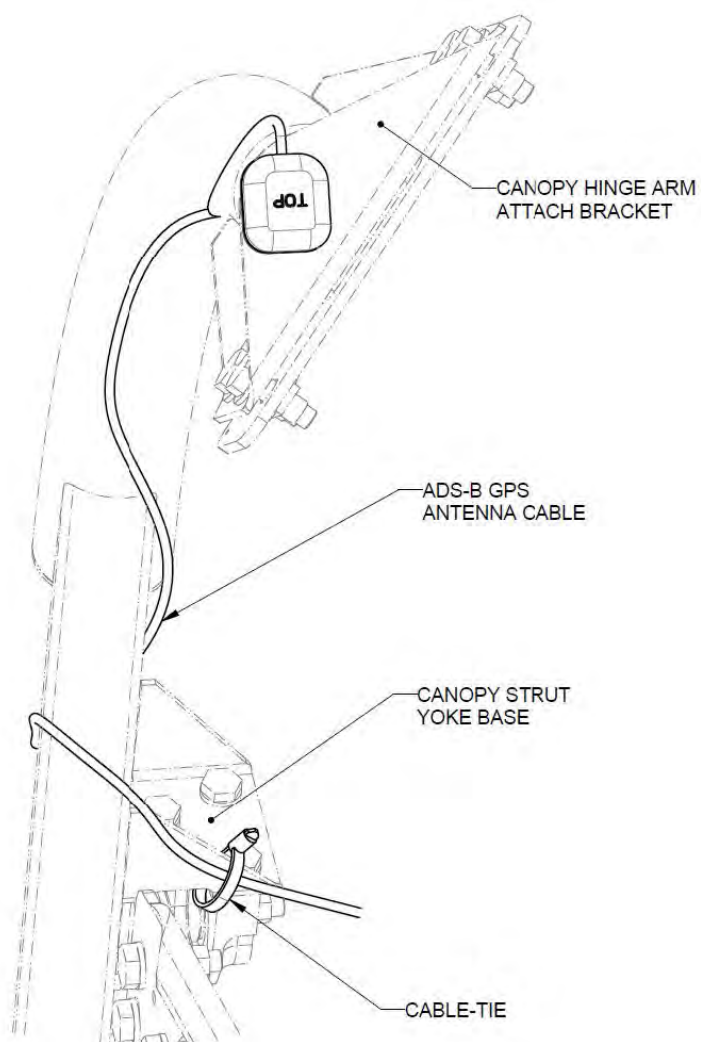 TOP
CANOPY HINGE ARM
ATTACH BRACKET
ADS-B GPS
ANTENNA CABLE
CANOPY STRUT
YOKE BASE
CABLE-TIE